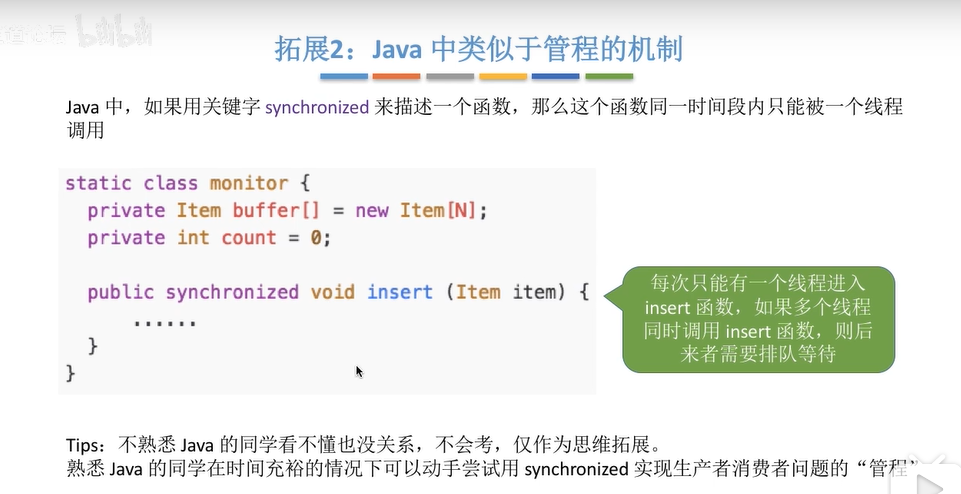 bilibili
拓展2：Java 中类似于管程的机制
Java 中，如果用关键字 synchronized 来描述一个函数，那么这个函数同一时间段内只能被一个线程
调用
static class monitor {
private Item buffer[] = new Item[N];
private int count = 0;
public synchronized void insert (Item item) {
......
}
}
每次只能有一个线程进入
insert 函数，如果多个线程
同时调用 insert 函数，则后
来者需要排队等待
Tips：不熟悉 Java 的同学看不懂也没关系，不会考，仅作为思维拓展。
熟悉 Java 的同学在时间充裕的情况下可以动手尝试用 synchronized 实现生产者消费者问题的“管程”